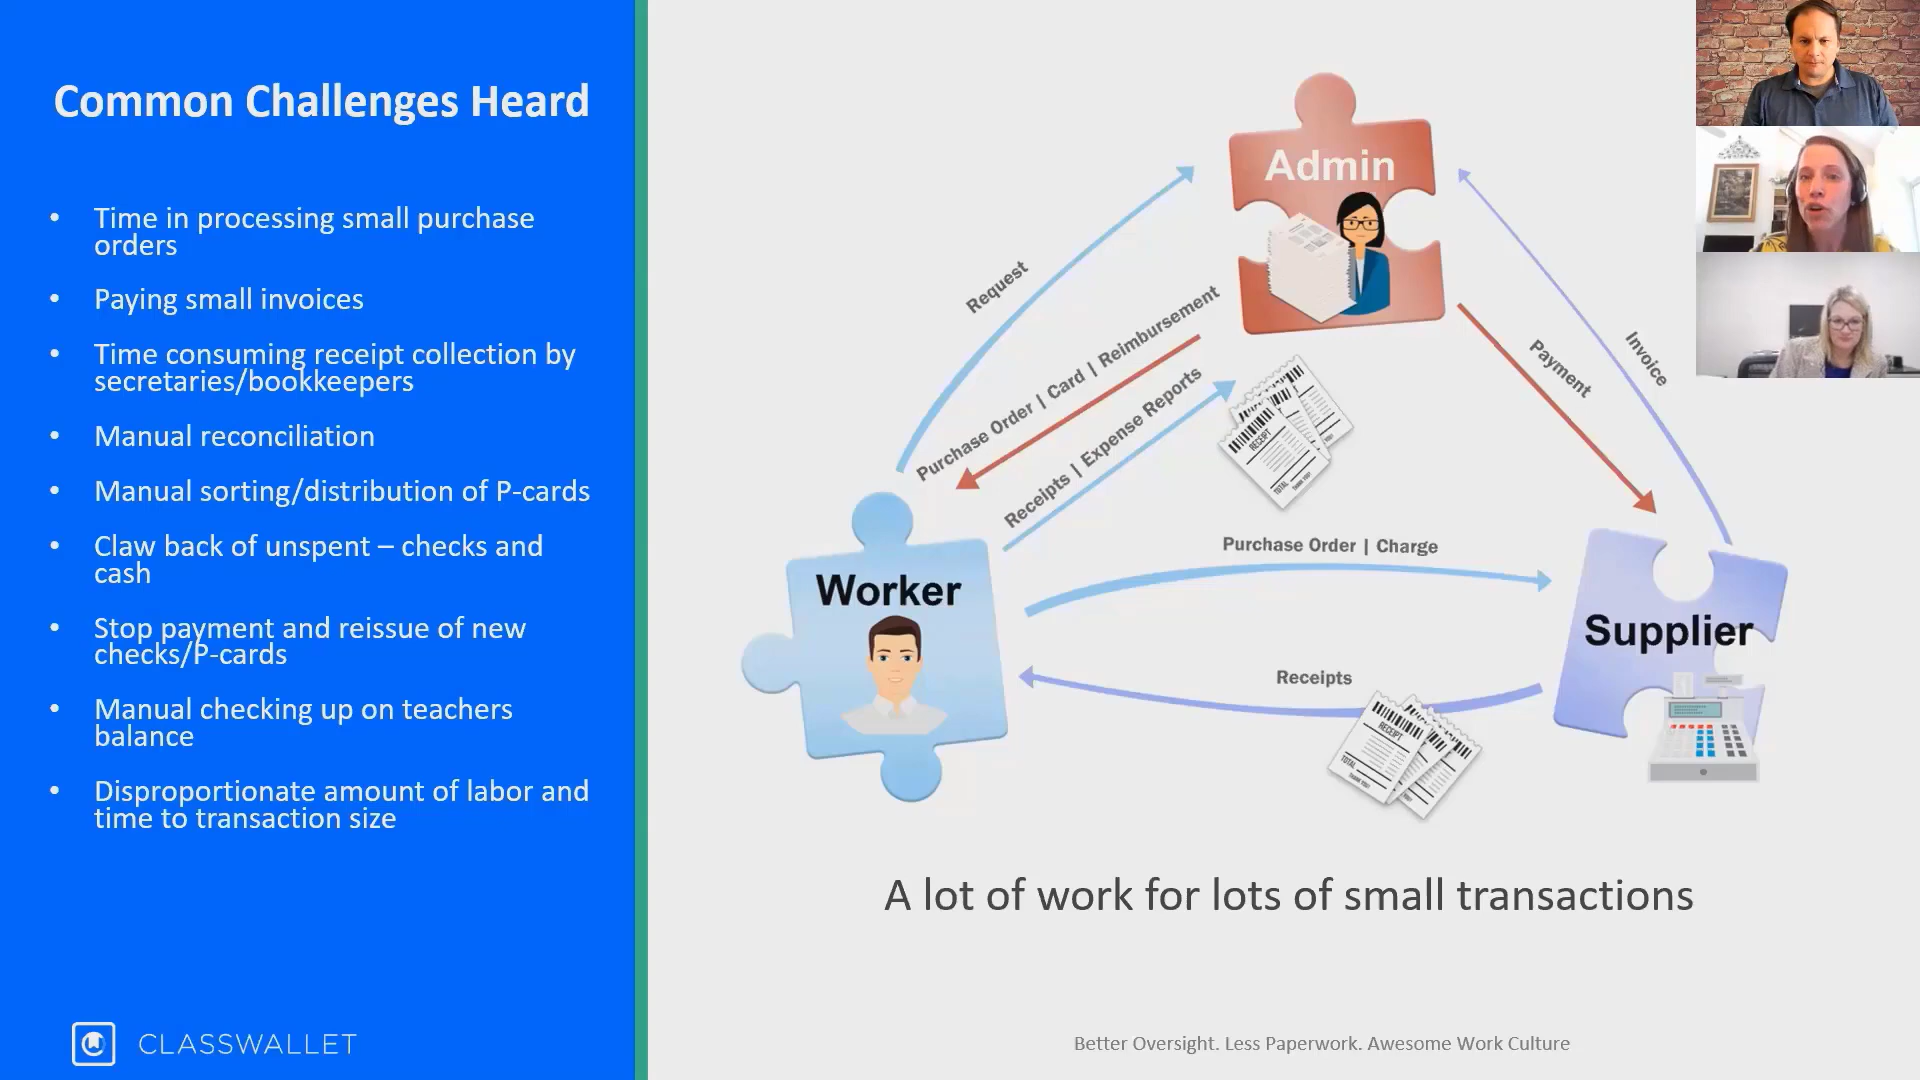 Common Challenges Heard
• Time in processing small purchase
orders
• Paying small invoices
• Time consuming receipt collection by
secretaries/bookkeepers
• Manual reconciliation
• Manual sorting/distribution of P-cards
• Claw back of unspent – checks and
cash
• Stop payment and reissue of new
checks/P-cards
• Manual checking up on teachers
balance
• Disproportionate amount of labor and
time to transaction size
CLASSWALLET
Admin
Request
Purchase Order | Card | Reimbursement
Receipts | Expense Reports
RECEIPT
TOTAL
Payment
Invoice
Worker
Purchase Order | Charge
Supplier
Receipts
RECEIPT
TOTAL
A lot of work for lots of small transactions
Better Oversight. Less Paperwork. Awesome Work Culture